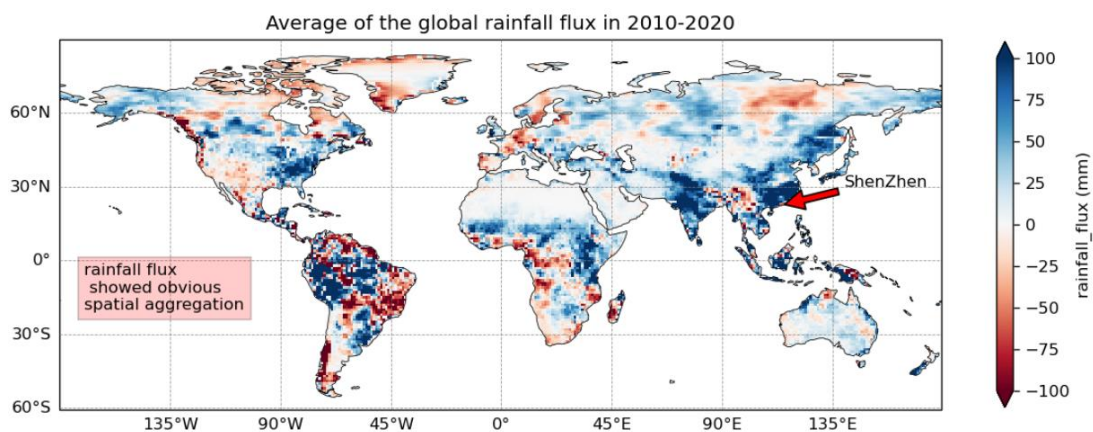 Average of the global rainfall flux in 2010-2020
60°N
30°N
0°
30°S
60°S
135°W
90°W
45°W
0°
45°E
90°E
135°E
ShenZhen
rainfall flux
showed obvious
spatial aggregation
100
75
50
25
0
−25
−50
−75
−100
rainfall_flux (mm)